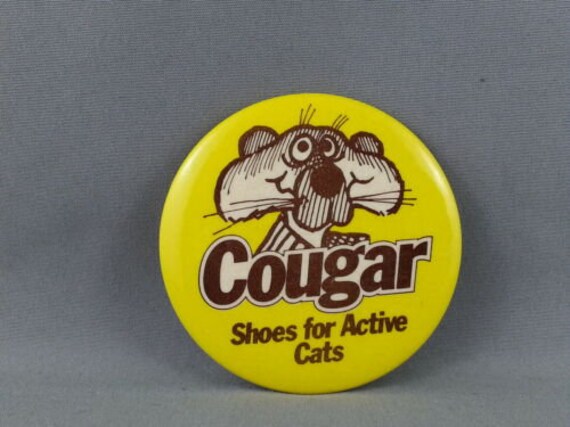 Cougar
Shoes for Active
Cats